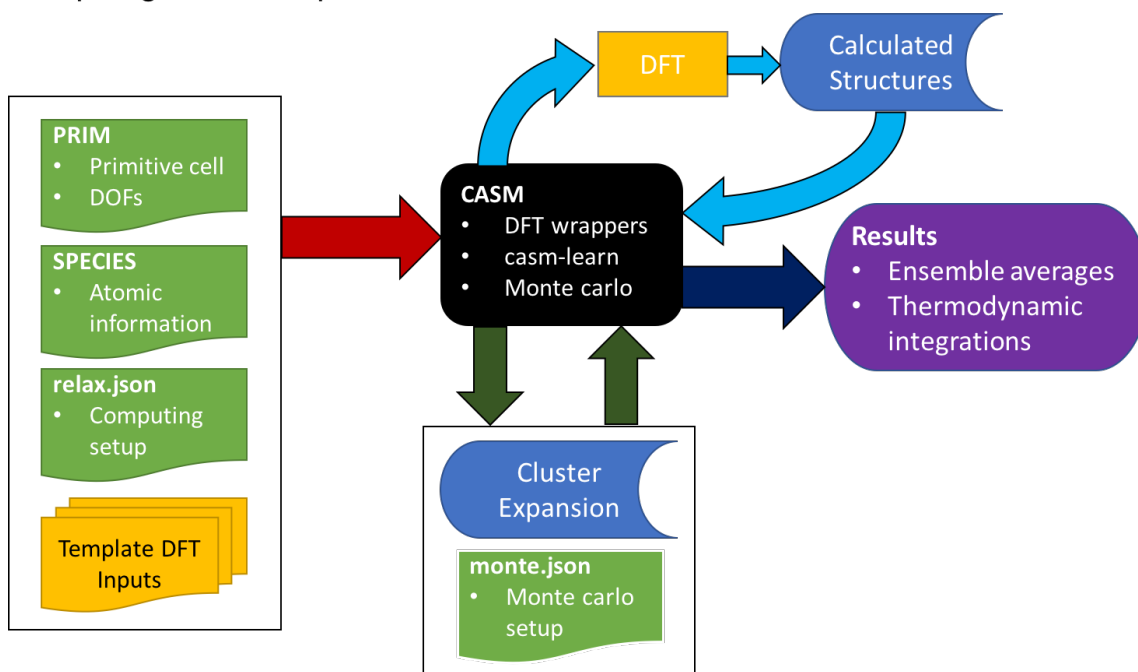 DFT
Calculated
Structures
PRIM
• Primitive cell
• DOFs
SPECIES
• Atomic
information
relax.json
• Computing
setup
Template DFT
Inputs
CASM
• DFT wrappers
• casm-learn
• Monte carlo
Results
• Ensemble averages
• Thermodynamic
integrations
Cluster
Expansion
monte.json
• Monte carlo
setup